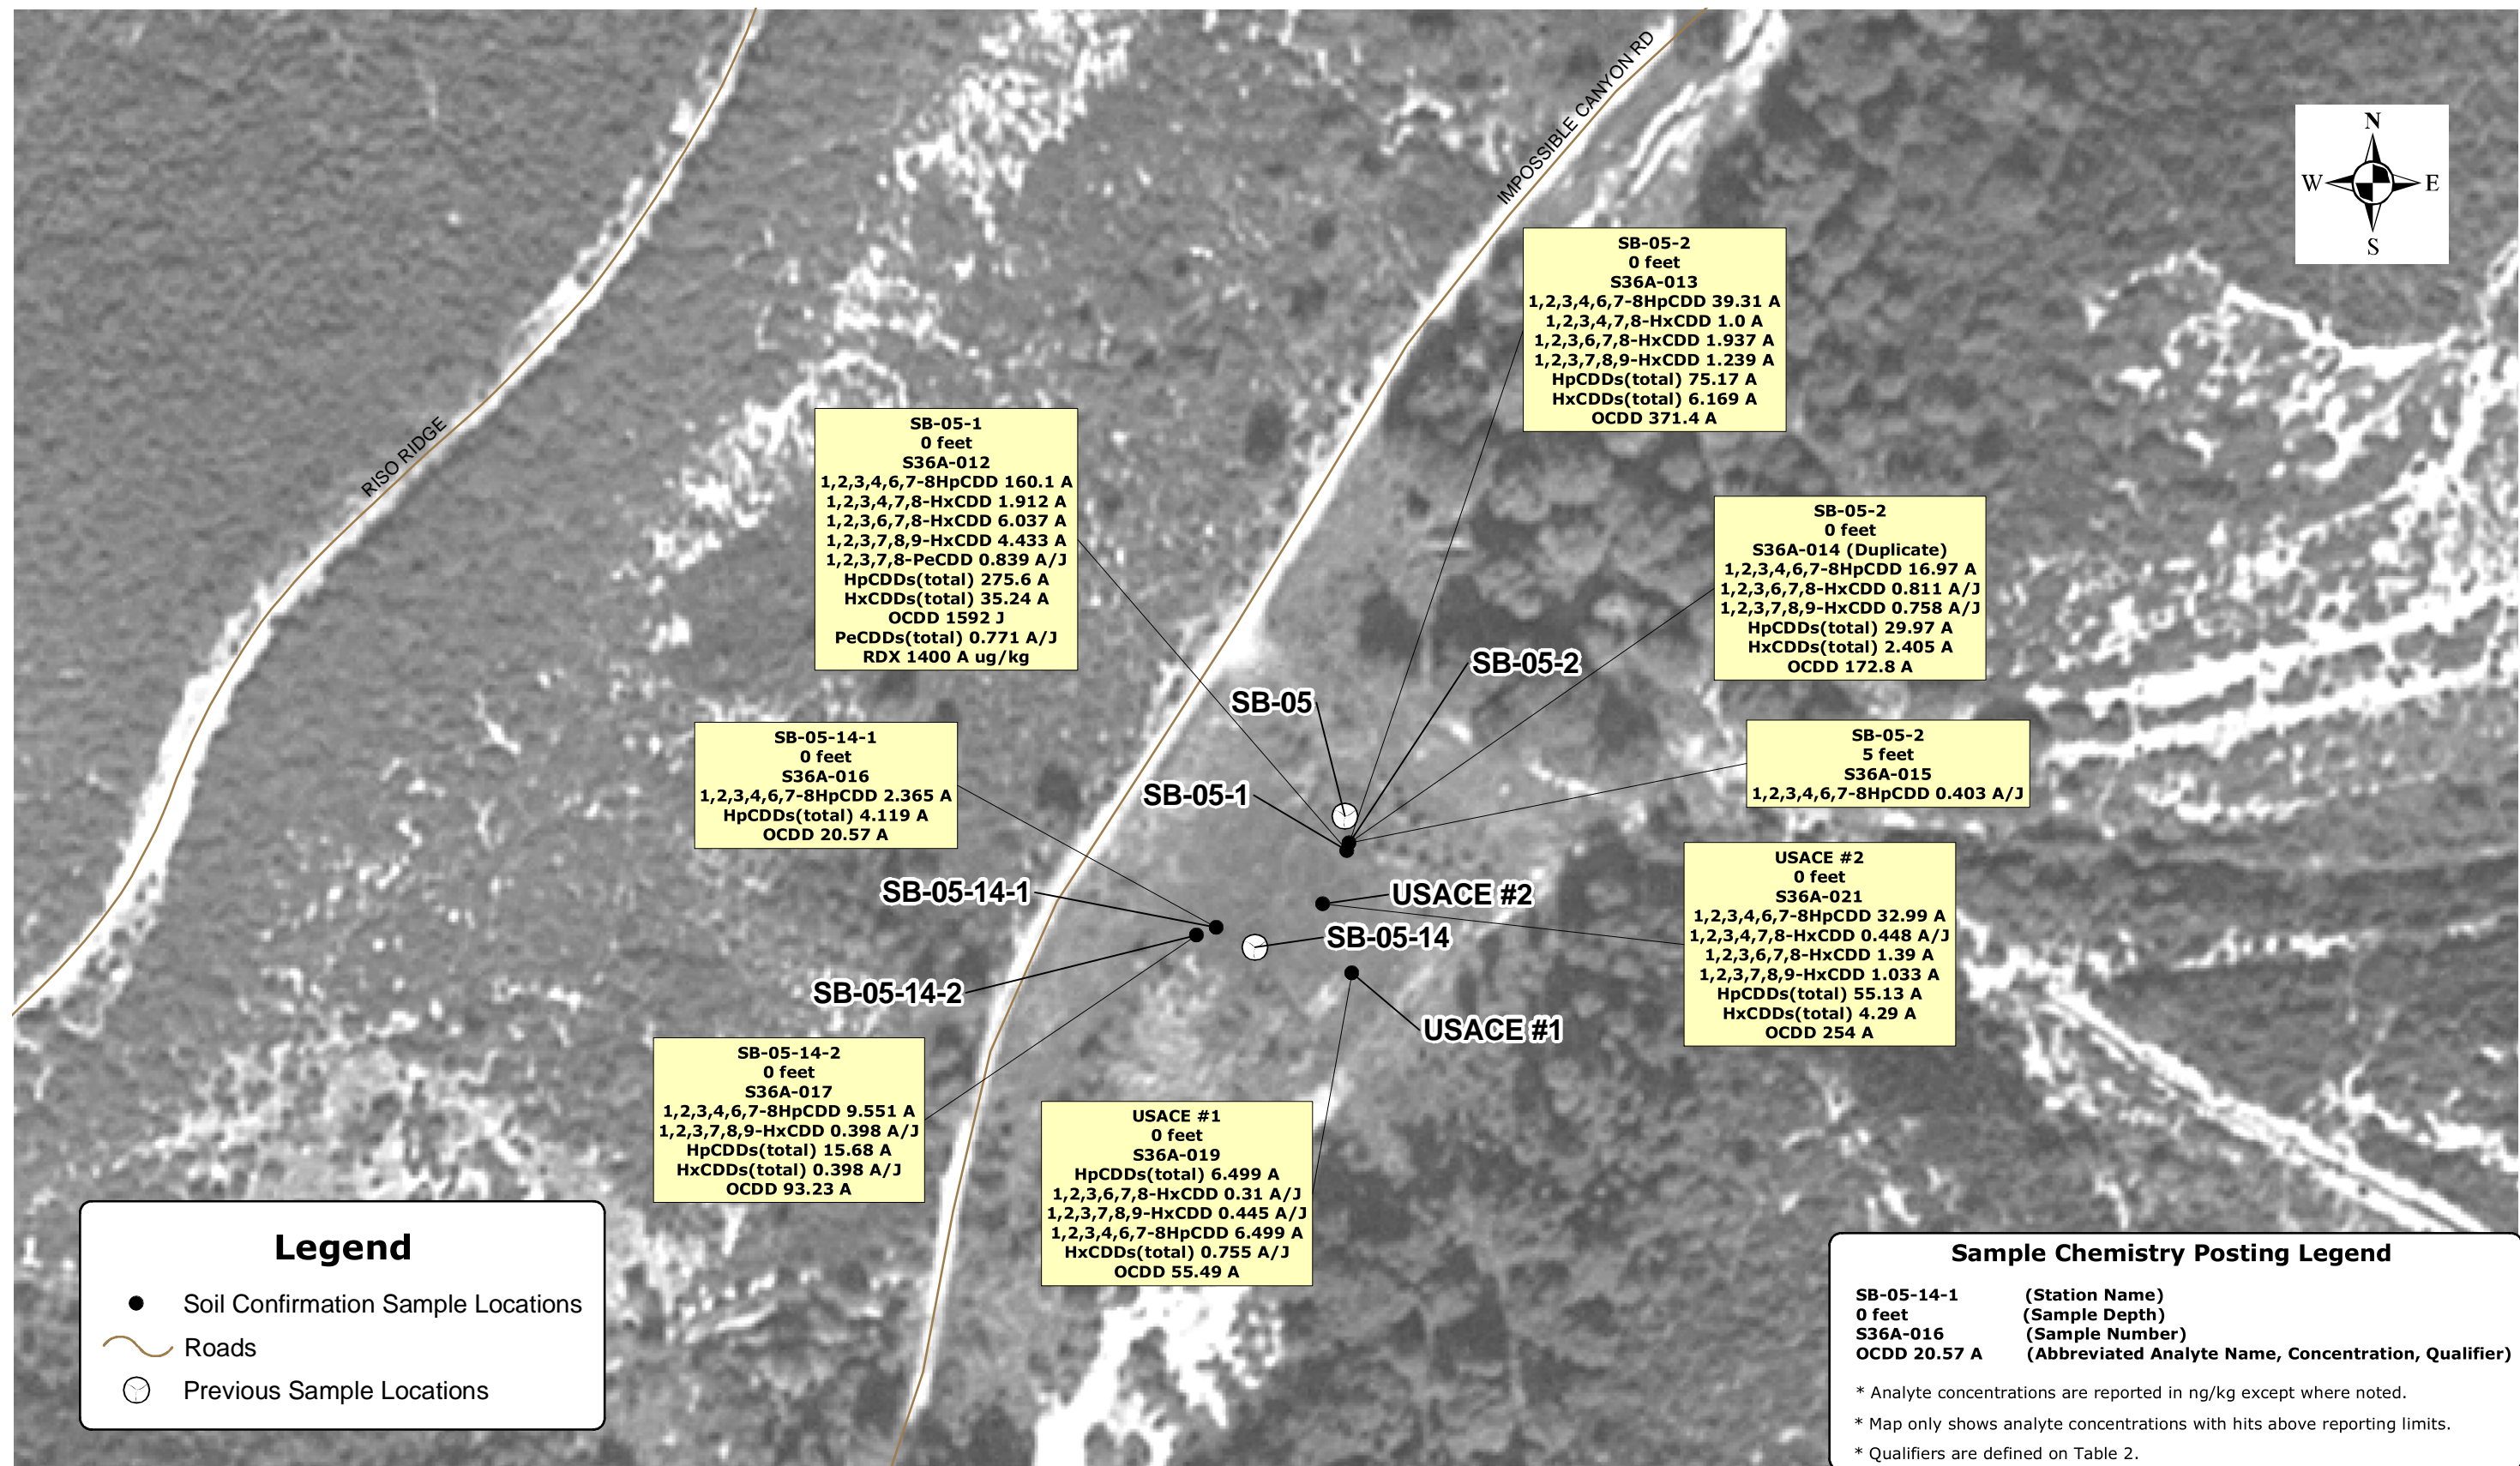 IMPOSSIBLE CANYON RD
N
W
E
S
RISO RIDGE
SB-05-2
0 feet
S36A-013
1,2,3,4,6,7-8HpCDD 39.31 A
1,2,3,4,7,8-HxCDD 1.0 A
1,2,3,6,7,8-HxCDD 1.937 A
1,2,3,7,8,9-HxCDD 1.239 A
HpCDDs(total) 75.17 A
HxCDDs(total) 6.169 A
OCDD 371.4 A
SB-05-1
0 feet
S36A-012
1,2,3,4,6,7-8HpCDD 160.1 A
1,2,3,4,7,8-HxCDD 1.912 A
1,2,3,6,7,8-HxCDD 6.037 A
1,2,3,7,8,9-HxCDD 4.433 A
1,2,3,7,8-PeCDD 0.839 A/J
HpCDDs(total) 275.6 A
HxCDDs(total) 35.24 A
OCDD 1592 J
PeCDDs(total) 0.771 A/J
RDX 1400 A ug/kg
SB-05-2
0 feet
S36A-014 (Duplicate)
1,2,3,4,6,7-8HpCDD 16.97 A
1,2,3,6,7,8-HxCDD 0.811 A/J
1,2,3,7,8,9-HxCDD 0.758 A/J
HpCDDs(total) 29.97 A
HxCDDs(total) 2.405 A
OCDD 172.8 A
SB-05-2
SB-05
SB-05-1
SB-05-14-1
0 feet
S36A-016
1,2,3,4,6,7-8HpCDD 2.365 A
HpCDDs(total) 4.119 A
OCDD 20.57 A
SB-05-2
5 feet
S36A-015
1,2,3,4,6,7-8HpCDD 0.403 A/J
SB-05-14-1
USACE #2
SB-05-14
SB-05-14-2
USACE #1
USACE #2
0 feet
S36A-021
1,2,3,4,6,7-8HpCDD 32.99 A
1,2,3,4,7,8-HxCDD 0.448 A/J
1,2,3,6,7,8-HxCDD 1.39 A
1,2,3,7,8,9-HxCDD 1.033 A
HpCDDs(total) 55.13 A
HxCDDs(total) 4.29 A
OCDD 254 A
SB-05-14-2
0 feet
S36A-017
1,2,3,4,6,7-8HpCDD 9.551 A
1,2,3,7,8,9-HxCDD 0.398 A/J
HpCDDs(total) 15.68 A
HxCDDs(total) 0.398 A/J
OCDD 93.23 A
USACE #1
0 feet
S36A-019
HpCDDs(total) 6.499 A
1,2,3,6,7,8-HxCDD 0.31 A/J
1,2,3,7,8,9-HxCDD 0.445 A/J
1,2,3,4,6,7-8HpCDD 6.499 A
HxCDDs(total) 0.755 A/J
OCDD 55.49 A
Legend
Soil Confirmation Sample Locations
Roads
Previous Sample Locations
Sample Chemistry Posting Legend
SB-05-14-1 (Station Name)
0 feet (Sample Depth)
S36A-016 (Sample Number)
OCDD 20.57 A (Abbreviated Analyte Name, Concentration, Qualifier)
* Analyte concentrations are reported in ng/kg except where noted.
* Map only shows analyte concentrations with hits above reporting limits.
* Qualifiers are defined on Table 2.